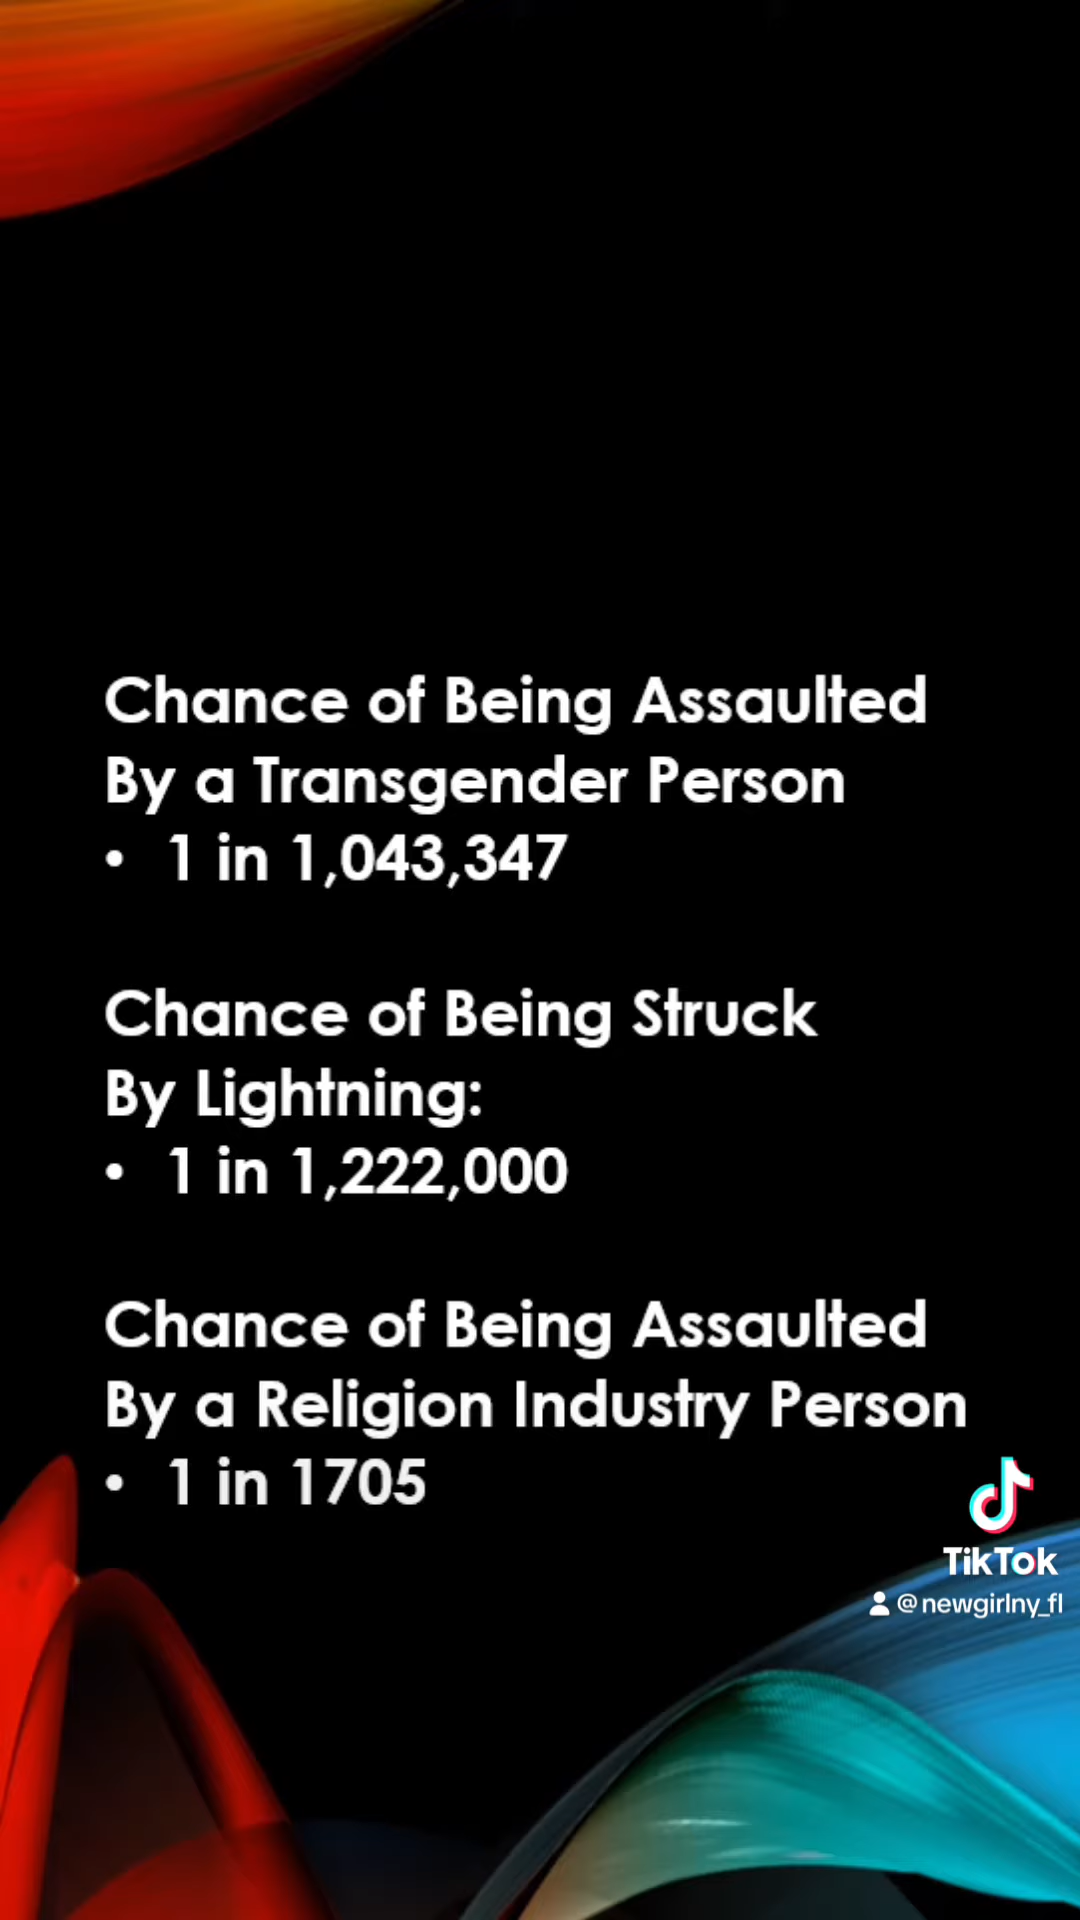 Chance of Being Assaulted
By a Transgender Person
• 1 in 1,043,347
Chance of Being Struck
By Lightning:
• 1 in 1,222,000
Chance of Being Assaulted
By a Religion Industry Person
• 1 in 1705
TikTok
@newgirlny_fl